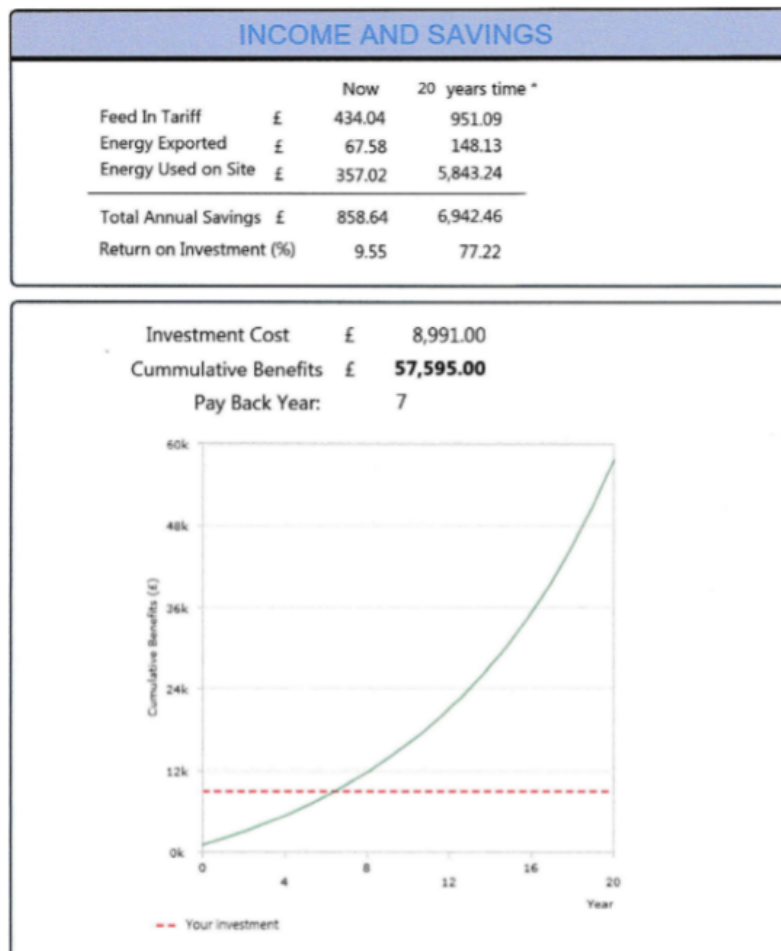 INCOME AND SAVINGS
Now 20 years time *
Feed In Tariff £ 434.04 951.09
Energy Exported £ 67.58 148.13
Energy Used on Site £ 357.02 5,843.24
Total Annual Savings £ 858.64 6,942.46
Return on Investment (%) 9.55 77.22
Investment Cost £ 8,991.00
Cummulative Benefits £ 57,595.00
Pay Back Year: 7
60k
48k
36k
24k
12k
0k
Cumulative Benefits (£)
0 4 8 12 16 20
Year
Your investment